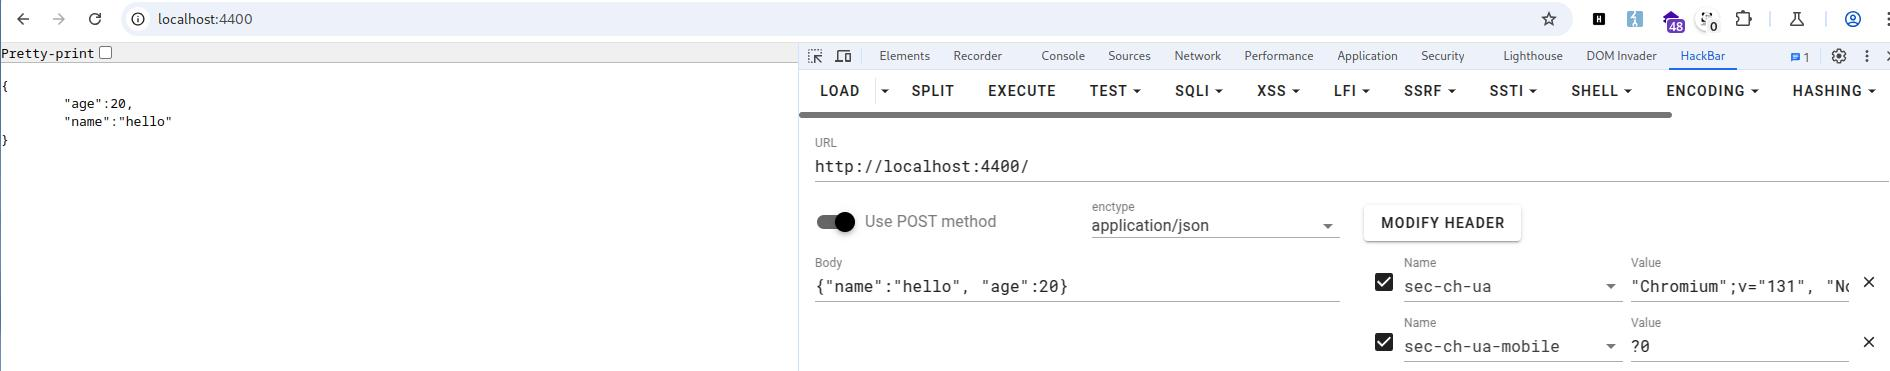 localhost:4400
48
0
Pretty-print
{
"age":20,
"name":"hello"
}
Elements Recorder Console Sources Network Performance Application Security Lighthouse DOM Invader HackBar 1
LOAD SPLIT EXECUTE TEST SQLI XSS LFI SSRF SSTI SHELL ENCODING HASHING
URL
http://localhost:4400/
Use POST method
enctype
application/json
MODIFY HEADER
Body
{"name":"hello", "age":20}
Name Value
sec-ch-ua "Chromium";v="131", "No
Name Value
sec-ch-ua-mobile ?0